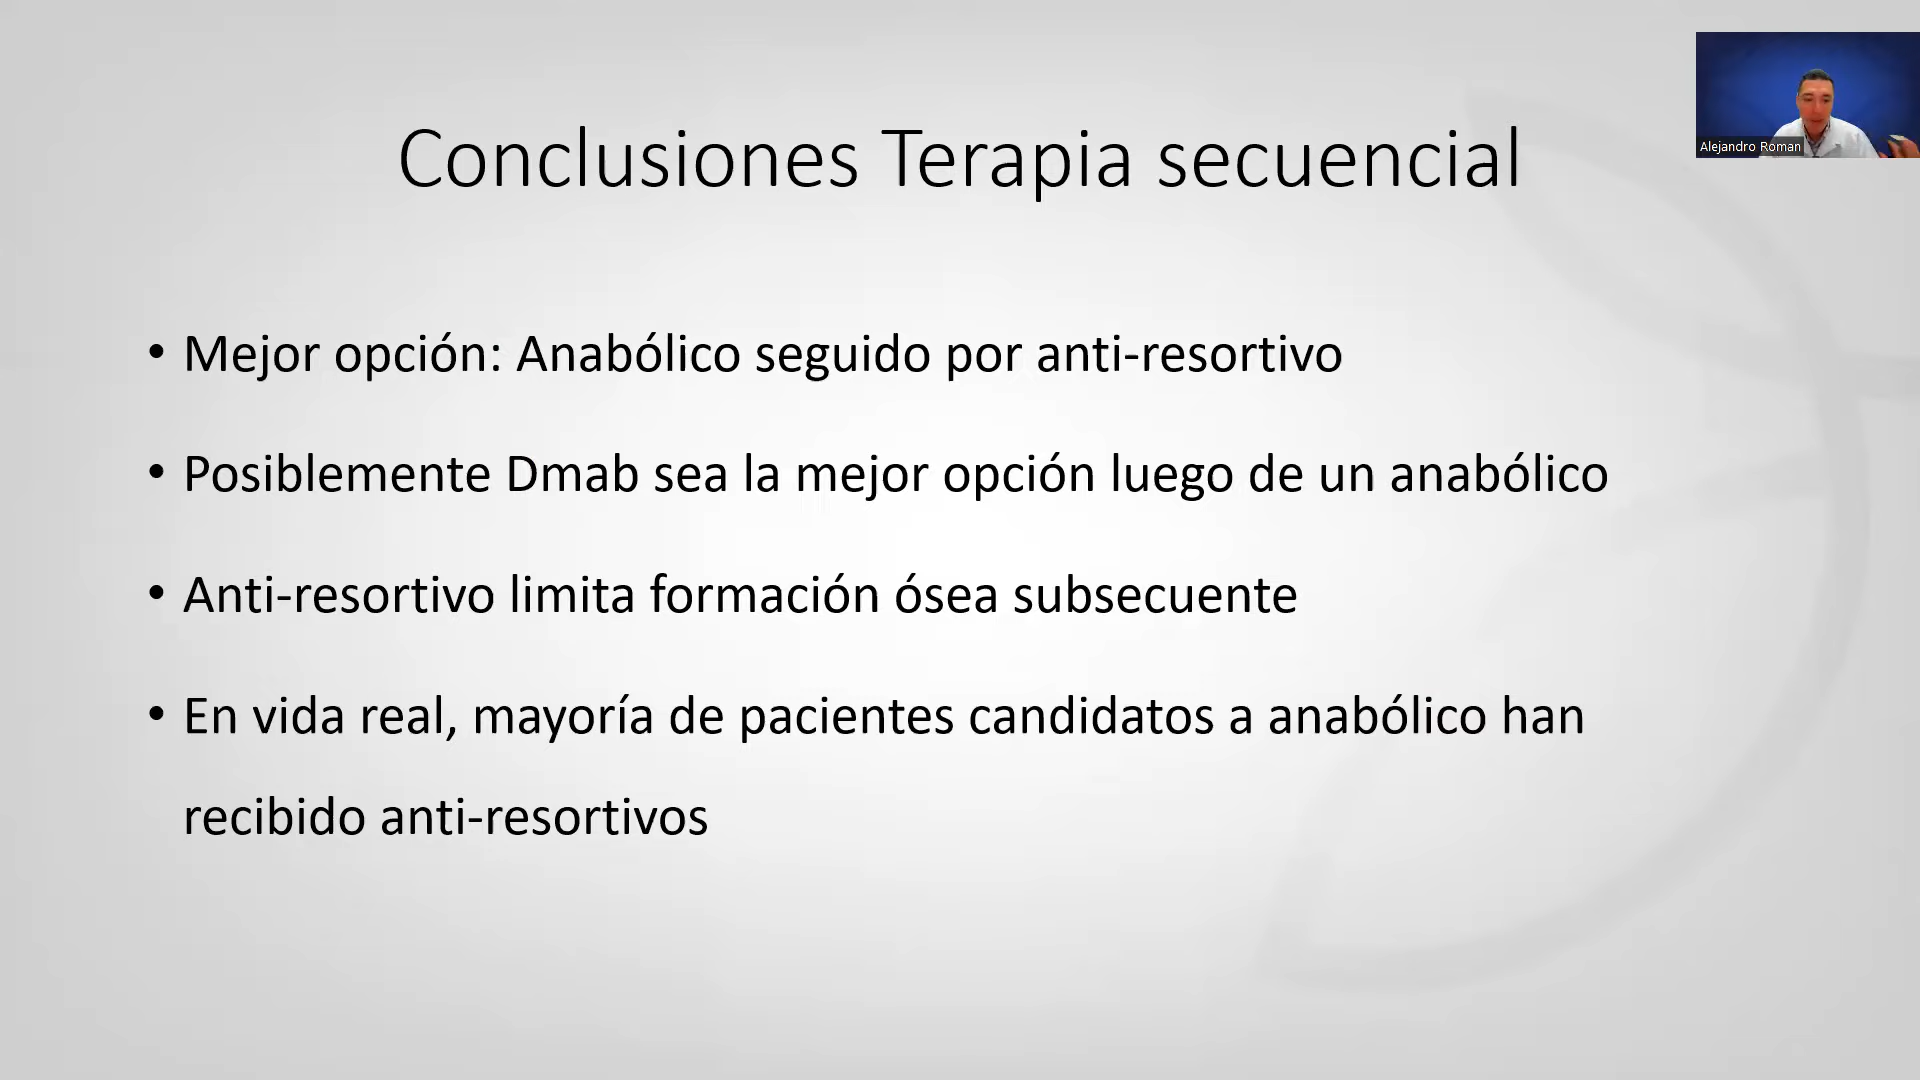 Conclusiones Terapia secuencial
Alejandro Roman
• Mejor opción: Anabólico seguido por anti-resortivo
• Posiblemente Dmab sea la mejor opción luego de un anabólico
• Anti-resortivo limita formación ósea subsecuente
• En vida real, mayoría de pacientes candidatos a anabólico han
recibido anti-resortivos